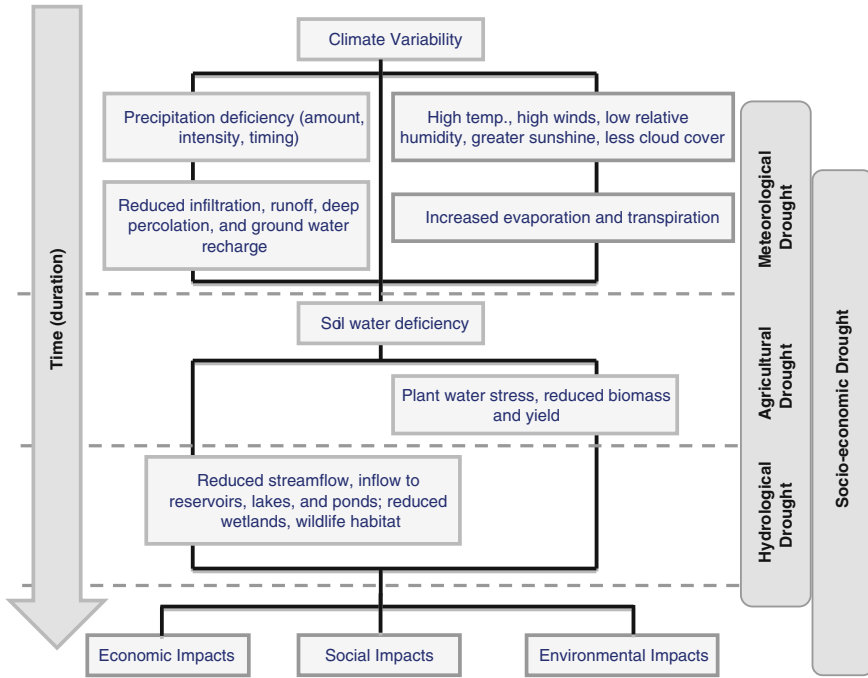 Climate Variability
Precipitation deficiency (amount,
intensity, timing)
High temp., high winds, low relative
humidity, greater sunshine, less cloud cover
Reduced infiltration, runoff, deep
percolation, and ground water
recharge
Increased evaporation and transpiration
Soil water deficiency
Plant water stress, reduced biomass
and yield
Reduced streamflow, inflow to
reservoirs, lakes, and ponds; reduced
wetlands, wildlife habitat
Economic Impacts
Social Impacts
Environmental Impacts
Time (duration)
Meteorological
Drought
Agricultural
Drought
Hydrological
Drought
Socio-economic Drought